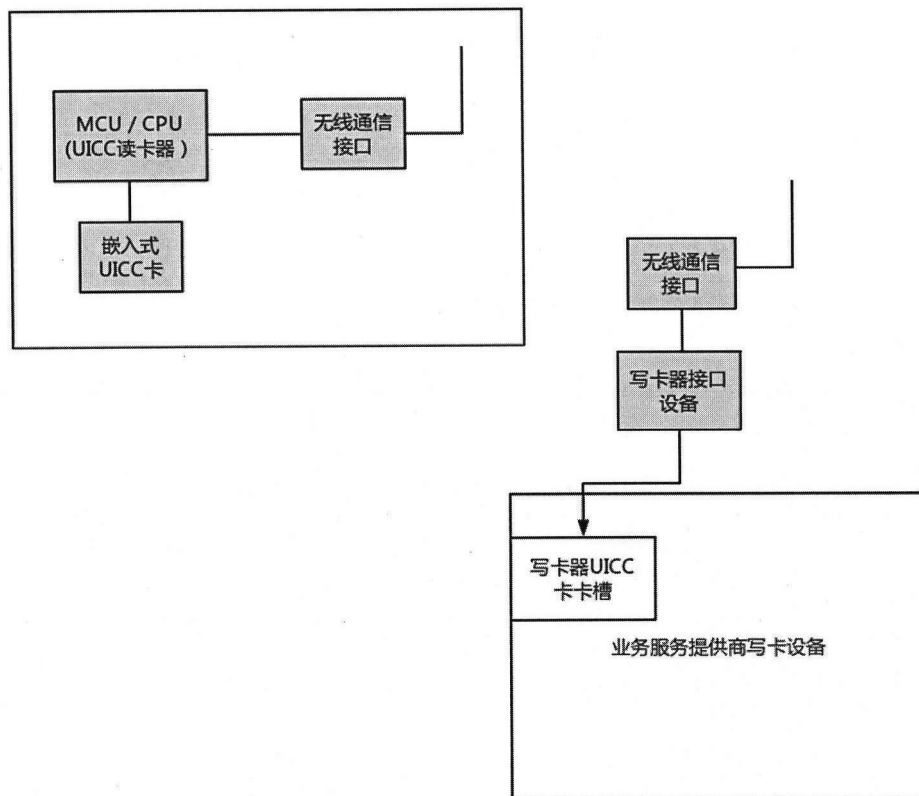 MCU / CPU
(UICC读卡器 )
无线通信
接口
嵌入式
UICC卡
无线通信
接口
写卡器接口
设备
写卡器UICC
卡卡槽
业务服务提供商写卡设备